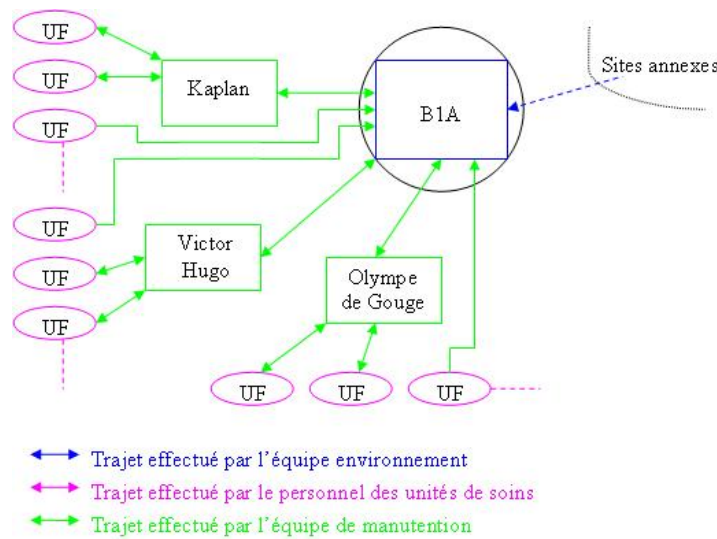 UF
UF
Kaplan
Sites annexes
B1A
UF
UF
Victor
Hugo
UF
Olympe
de Gouge
UF
UF
UF
UF
Trajet effectué par l'équipe environnement
Trajet effectué par le personnel des unités de soins
Trajet effectué par l'équipe de manutention